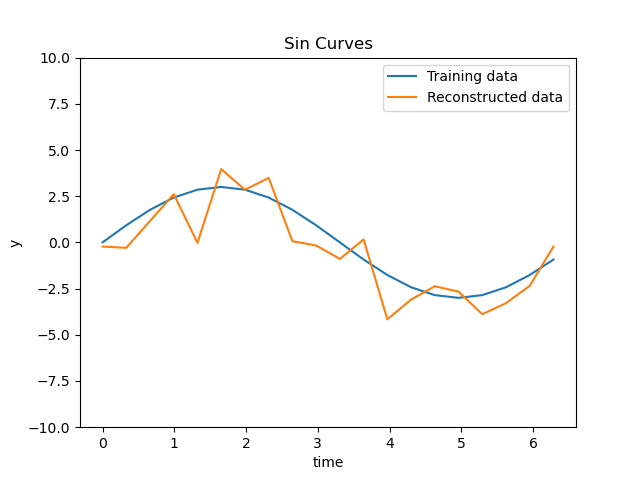 Sin Curves
Training data
Reconstructed data
10.0
7.5
5.0
2.5
0.0
−2.5
−5.0
−7.5
−10.0
y
0 1 2 3 4 5 6
time